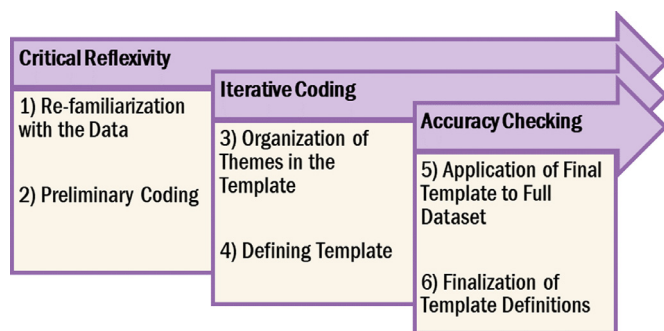 Critical Reflexivity
1) Re-familiarization
with the Data
2) Preliminary Coding
Iterative Coding
3) Organization of
Themes in the
Template
4) Defining Template
Accuracy Checking
5) Application of Final
Template to Full
Dataset
6) Finalization of
Template Definitions